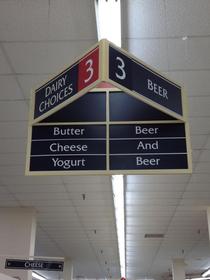 DAIRY
CHOICES
3
3
BEER
Butter
Cheese
Yogurt
Beer
And
Beer
CHEESE